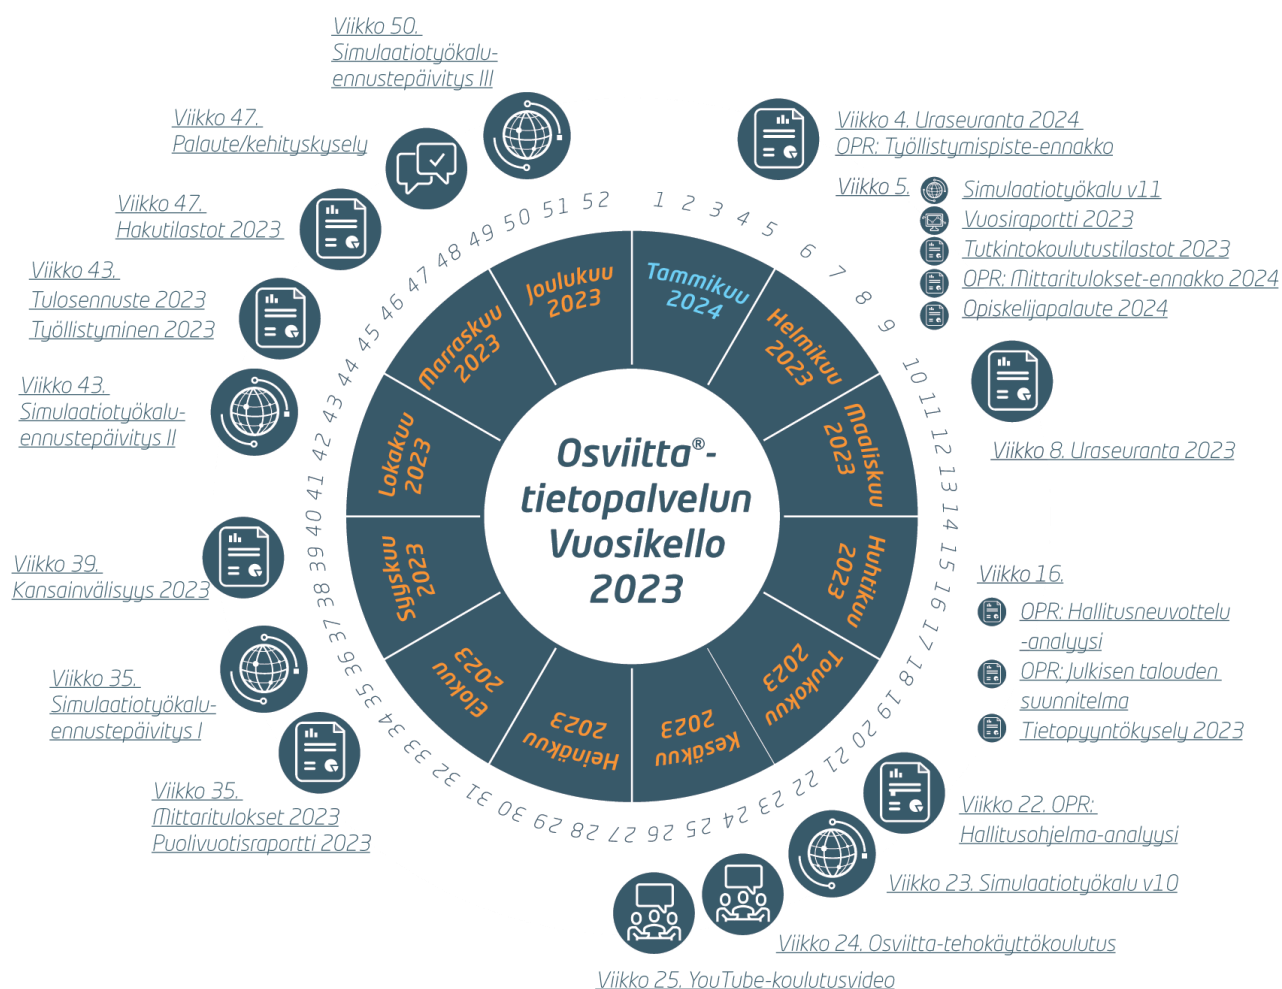 Viikko 50.
Simulaatiotyökalu-
ennustepäivitys III
Viikko 47.
Palaute/kehityskysely
Viikko 47.
Hakutilastot 2023
Viikko 43.
Tulosennuste 2023
Työllistyminen 2023
Viikko 43.
Simulaatiotyökalu-
ennustepäivitys II
Viikko 39.
Kansainvälisyys 2023
Viikko 35.
Simulaatiotyökalu-
ennustepäivitys I
Viikko 35.
Mittaritulokset 2023
Puolivuotisraportti 2023
Viikko 4. Uraseuranta 2024
OPR: Työllistymispiste-ennakko
Viikko 5.
Simulaatiotyökalu v11
Vuosiraportti 2023
Tutkintokoulutustilastot 2023
OPR: Mittaritulokset-ennakko 2024
Opiskelijapalaute 2024
Viikko 8. Uraseuranta 2023
Viikko 16.
OPR: Hallitusneuvottelu
-analyysi
OPR: Julkisen talouden
suunnitelma
Tietopyyntökysely 2023
Viikko 22. OPR:
Hallitusohjelma-analyysi
Viikko 23. Simulaatiotyökalu v10
Viikko 24. Osviitta-tehokäyttökoulutus
Viikko 25. YouTube-koulutusvideo
1 2 3 4 5 6 7 8 9 10 11 12 13 14 15 16 17 18 19 20 21 22 23 24 25 26 27 28 29 30 31 32 33 34 35 36 37 38 39 40 41 42 43 44 45 46 47 48 49 50 51 52
Tammikuu
2024
Helmikuu
2023
Maaliskuu
2023
Huhtikuu
2023
Toukokuu
2023
Kesäkuu
2023
Heinäkuu
2023
Elokuu
2023
Syyskuu
2023
Lokakuu
2023
Marraskuu
2023
Joulukuu
2023
Osviitta®-
tietopalvelun
Vuosikello
2023